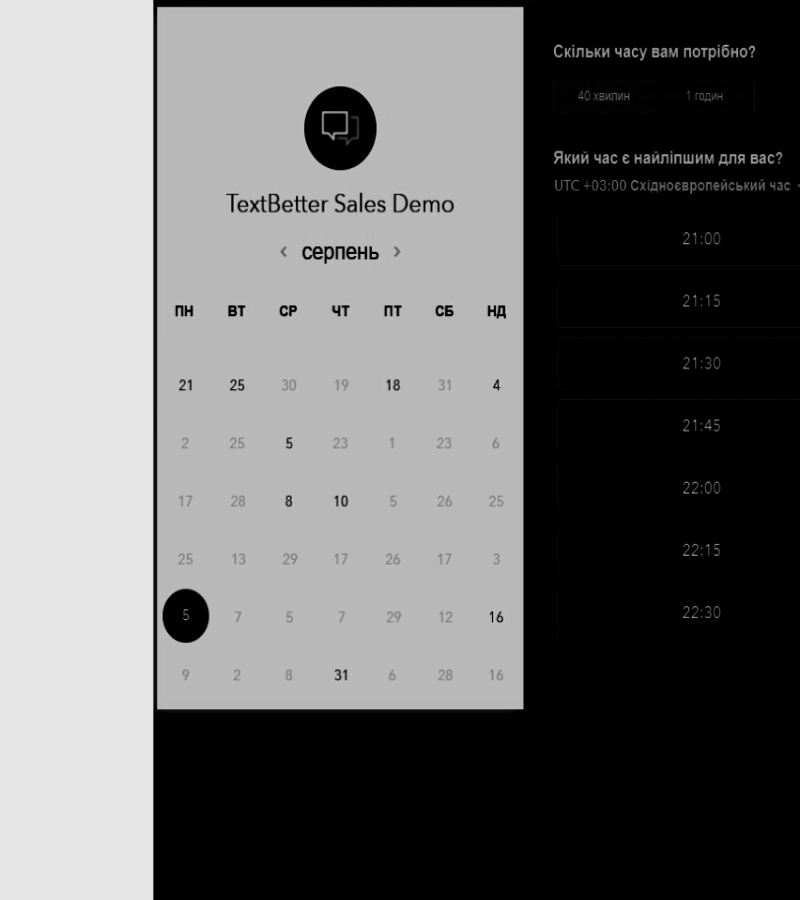 TextBetter Sales Demo
серпень
ПН ВТ СР ЧТ ПТ СБ НД
21 25 30 19 18 31 4
2 25 5 23 1 23 6
17 28 8 10 5 26 25
25 13 29 17 26 17 3
5 7 5 7 29 12 16
9 2 8 31 6 28 16
Скільки часу вам потрібно?
40 хвилин 1 годин
Який час є найліпшим для вас?
UTC +03:00 Східноєвропейський час
21:00
21:15
21:30
21:45
22:00
22:15
22:30